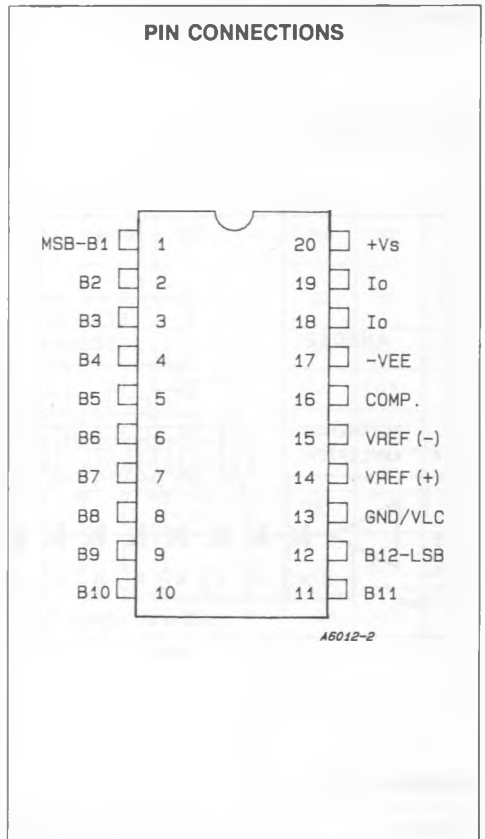 PIN CONNECTIONS
MSB-B1 1 20 +Vs
B2 2 19 Io
B3 3 18 Io
B4 4 17 -VEE
B5 5 16 COMP.
B6 6 15 VREF (-)
B7 7 14 VREF (+)
B8 8 13 GND/VLC
B9 9 12 B12-LSB
B10 10 11 B11
A6012-2